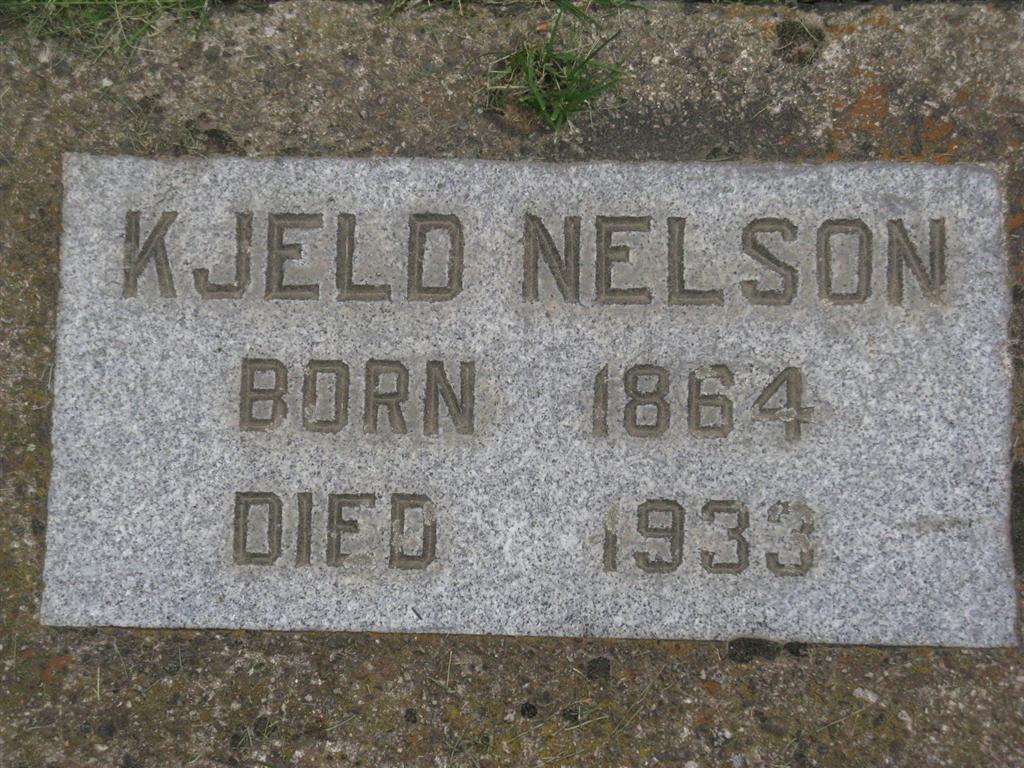 KJELD NELSON
BORN 1864
DIED 1933